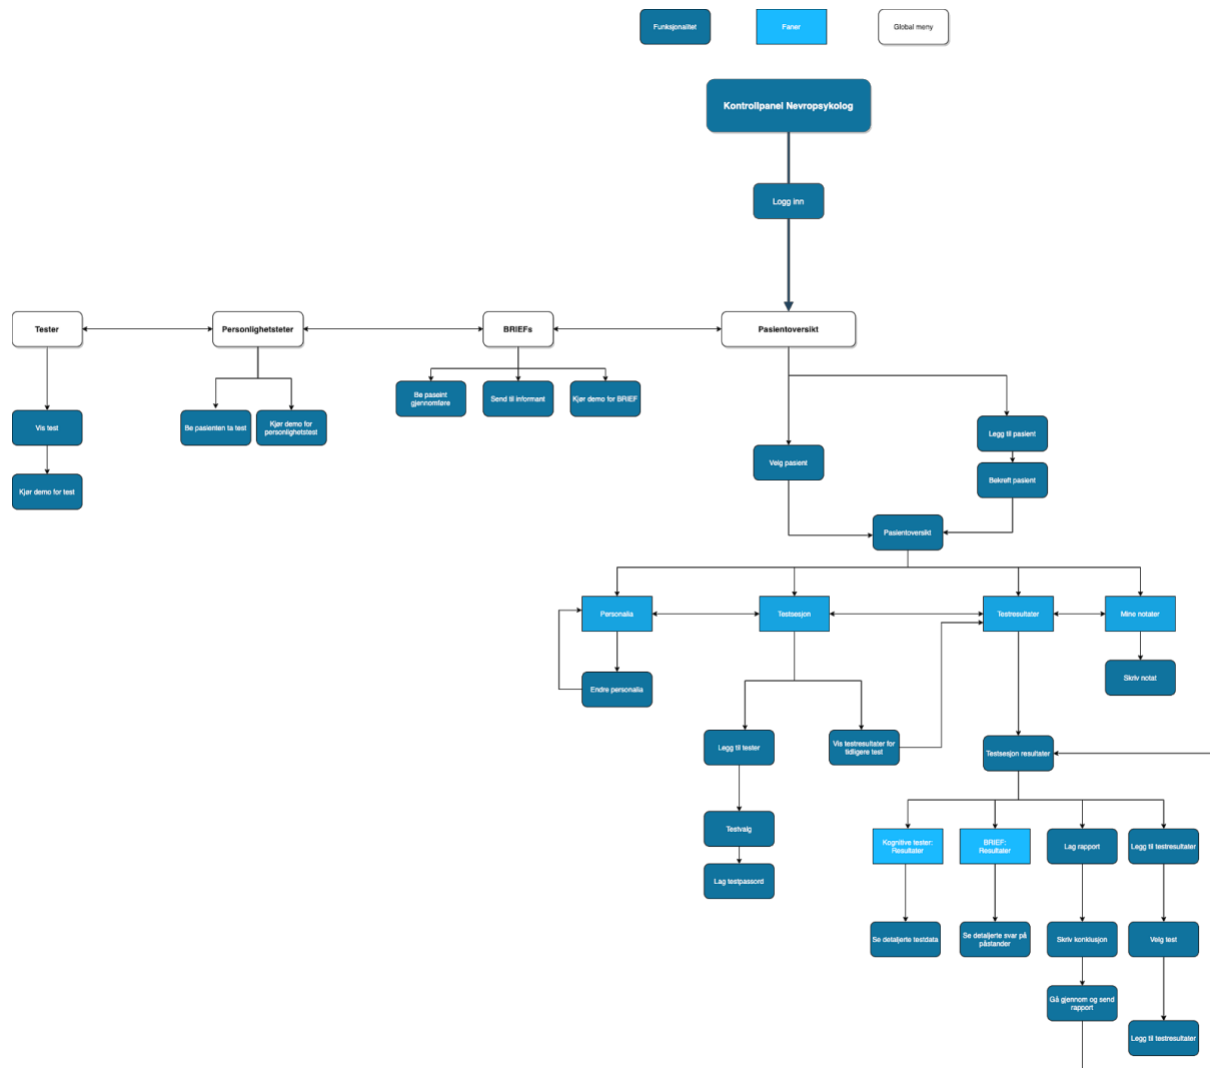 Funksjonalitet
Faner
Global meny
Kontrollpanel Nevropsykolog
Logg inn
Tester
Personlighetsteter
BRIEFs
Pasientoversikt
Be paseint
gjennomføre
Send til informant
Kjør demo for BRIEF
Vis test
Be pasienten ta test
Kjør demo for
personlighetstest
Legg til pasient
Velg pasient
Bekrøft pasient
Kjør demo for test
Pasientoversikt
Personalia
Testsesjon
Testresultater
Mine notater
Endre personalia
Skriv notat
Legg til tester
Vis testresultater for
tidligere test
Testsesjon resultater
Testvalg
Kognitive tester:
Resultater
BRIEF:
Resultater
Lag rapport
Legg til testresultater
Lag testpassord
Se detaljerte testdata
Se detaljerte svar på
påstander
Skriv konklusjon
Velg test
Gå gjennom og send
rapport
Legg til testresultater